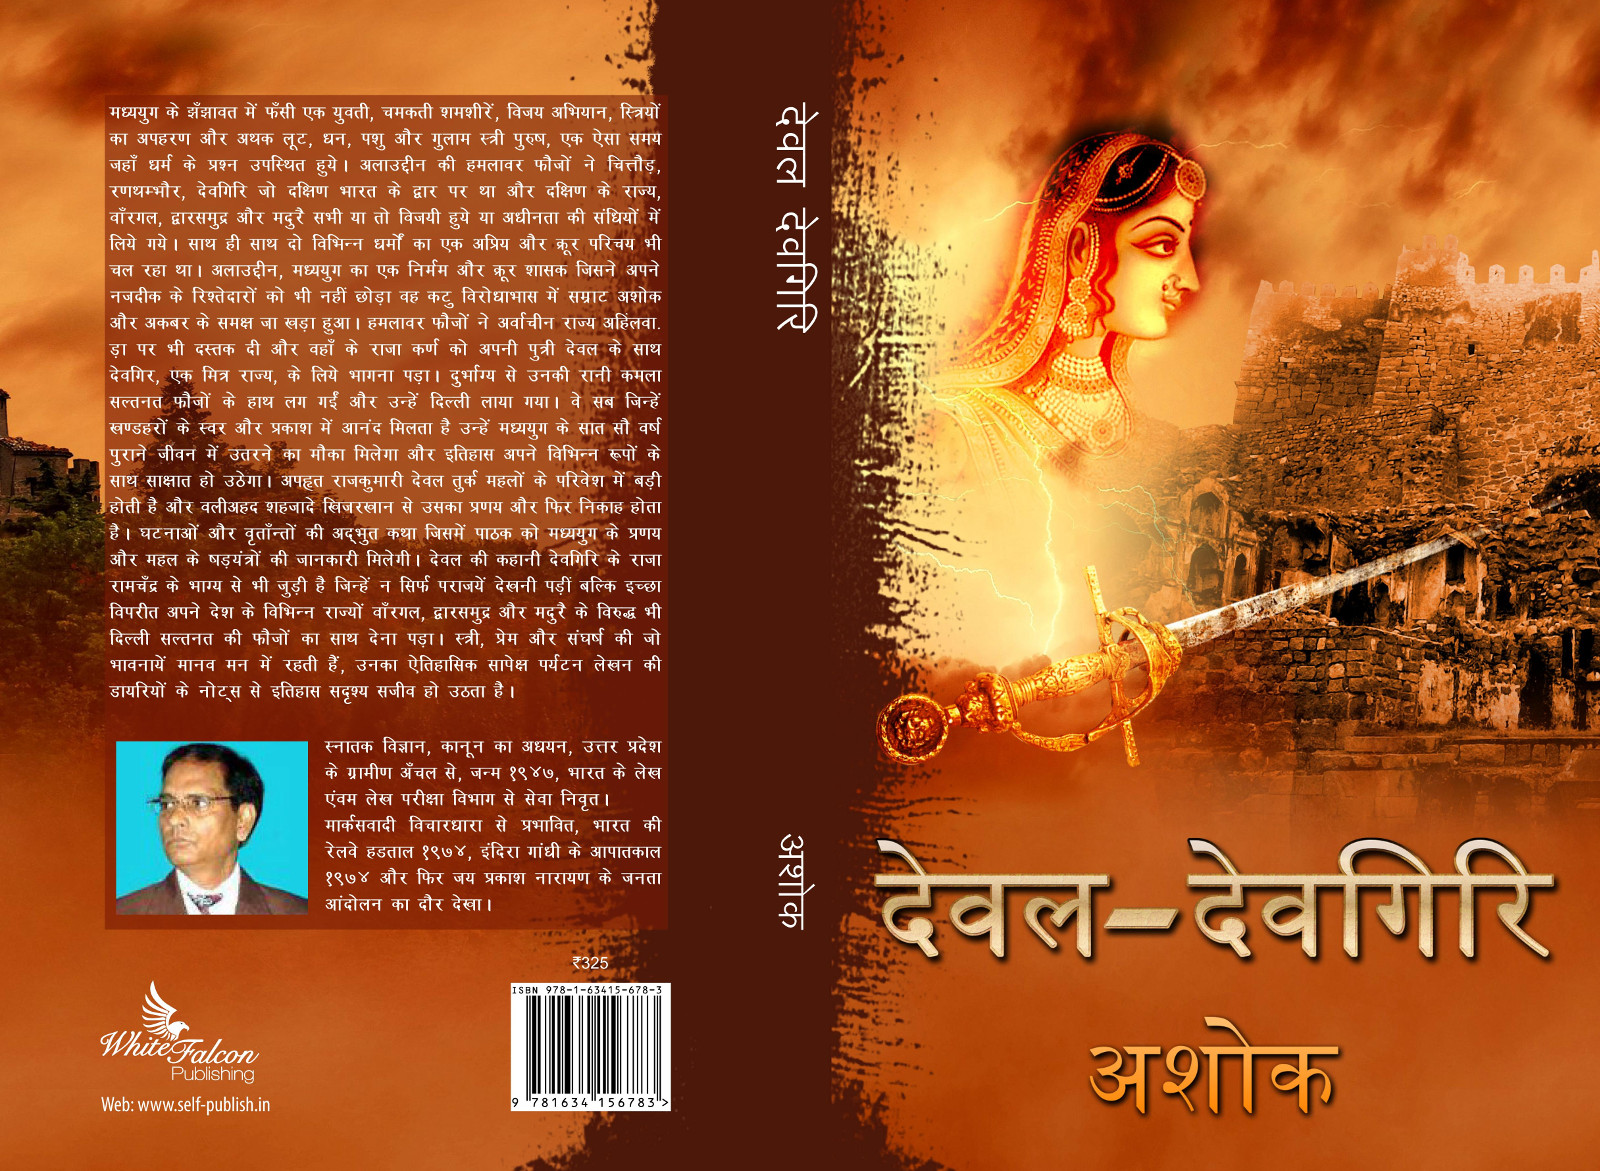 मध्ययुग के झँझावत में फँसी एक युवती, चमकती शमशीरें, विजय अभियान, स्त्रियों
का अपहरण और अथक लूट, धन, पशु और गुलाम स्त्री पुरुष, एक ऐसा समय
जहाँ धर्म के प्रश्न उपस्थित हुये। अलाउद्दीन की हमलावर फौजों ने चित्तौड़,
रणथम्भौर, देवगिरि जो दक्षिण भारत के द्वार पर था और दक्षिण के राज्य,
वाँरगल, द्वारसमुद्र और मदुरै सभी या तो विजयी हुये या अधीनता की संधियों में
लिये गये। साथ ही साथ दो विभिन्न धर्मों का एक अप्रिय और क्रूर परिचय भी
चल रहा था। अलाउद्दीन, मध्ययुग का एक निर्मम और क्रूर शासक जिसने अपने
नजदीक के रिश्तेदारों को भी नहीं छोड़ा वह कटु विरोधाभास में सम्राट अशोक
और अकबर के समक्ष जा खड़ा हुआ। हमलावर फौजों ने अर्वाचीन राज्य अहिंलवा.
ड़ा पर भी दस्तक दी और वहाँ के राजा कर्ण को अपनी पुत्री देवल के साथ
देवगिर, एक मित्र राज्य, के लिये भागना पड़ा। दुर्भाग्य से उनकी रानी कमला
सल्तनत फौजों के हाथ लग गईं और उन्हें दिल्ली लाया गया। वे सब जिन्हें
खण्डहरों के स्वर और प्रकाश में आनंद मिलता है उन्हें मध्ययुग के सात सौ वर्ष
पुराने जीवन में उतरने का मौका मिलेगा और इतिहास अपने विभिन्न रूपों के
साथ साक्षात हो उठेगा। अपहृत राजकुमारी देवल तुर्क महलों के परिवेश में बड़ी
होती है और वलीअहद शहजादे खिजरखान से उसका प्रणय और फिर निकाह होता
है। घटनाओं और वृताँन्तों की अद्भुत कथा जिसमें पाठक को मध्ययुग के प्रणय
और महल के षड़यंत्रों की जानकारी मिलेगी। देवल की कहानी देवगिरि के राजा
रामचँद्र के भाग्य से भी जुड़ी है जिन्हें न सिर्फ पराजयें देखनी पड़ीं बल्कि इच्छा
विपरीत अपने देश के विभिन्न राज्यों वाँरगल, द्वारसमुद्र और मदुरै के विरुद्ध भी
दिल्ली सल्तनत की फौजों का साथ देना पड़ा। स्त्री, प्रेम और संघर्ष की जो
भावनायें मानव मन में रहती हैं, उनका ऐतिहासिक सापेक्ष पर्यटन लेखन की
डायरियों के नोट्स से इतिहास सदृश्य सजीव हो उठता है।
स्नातक विज्ञान, कानून का अधयन, उत्तर प्रदेश
के ग्रामीण अँचल से, जन्म १९४७, भारत के लेख
एंवम लेख परीक्षा विभाग से सेवा निवृत।
मार्कसवादी विचारधारा से प्रभावित, भारत की
रेलवे हडताल १९७४, इंदिरा गांधी के आपातकाल
१९७४ और फिर जय प्रकाश नारायण के जनता
आंदोलन का दौर देखा।
₹325
ISBN 978-1-63415-678-3
9 781634 156783 >
White Falcon
Publishing
Web: www.self-publish.in
देवल देवगिरि
अशोक
देवल-देवगिरि
अशोक